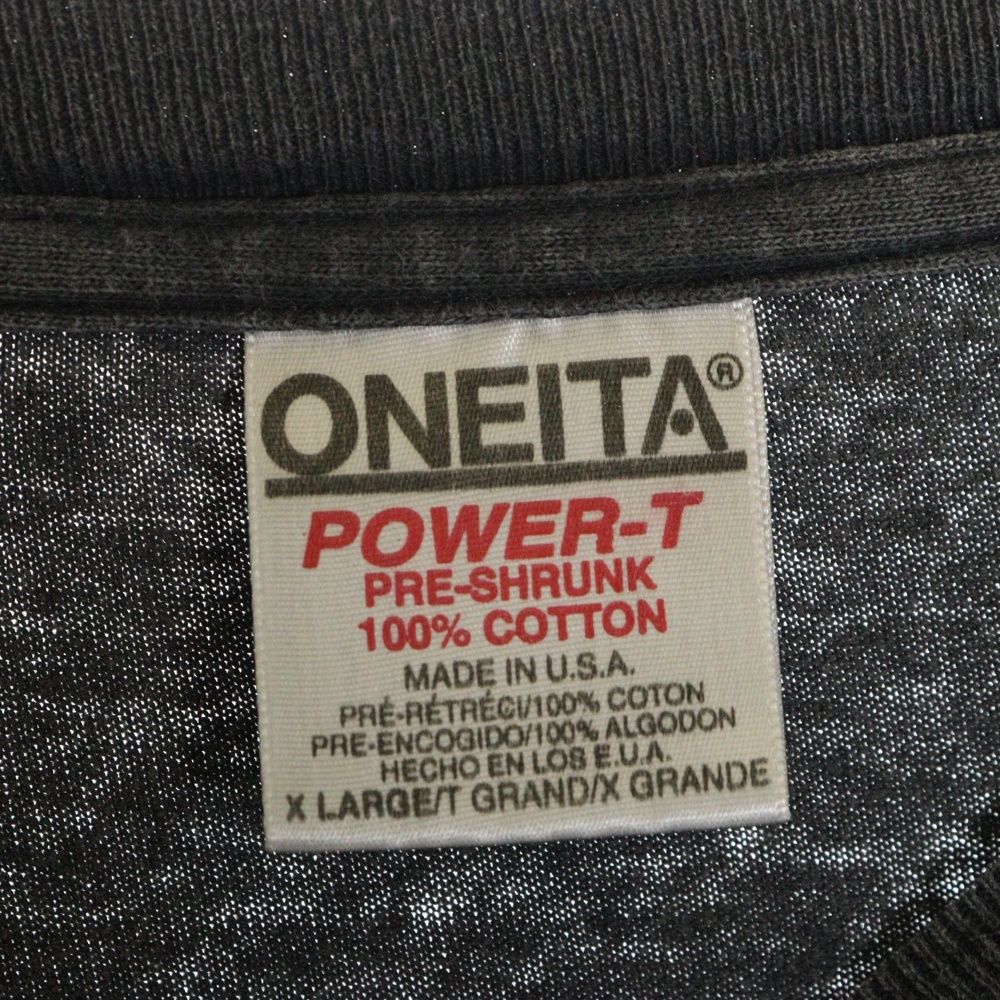 ONEITA®
POWER-T
PRE-SHRUNK
100% COTTON
MADE IN U.S.A.
PRÉ-RÉTRÉCI/100% COTON
PRE-ENCOGIDO/100% ALGODON
HECHO EN LOS E.U.A.
X LARGE/T GRAND/X GRANDE